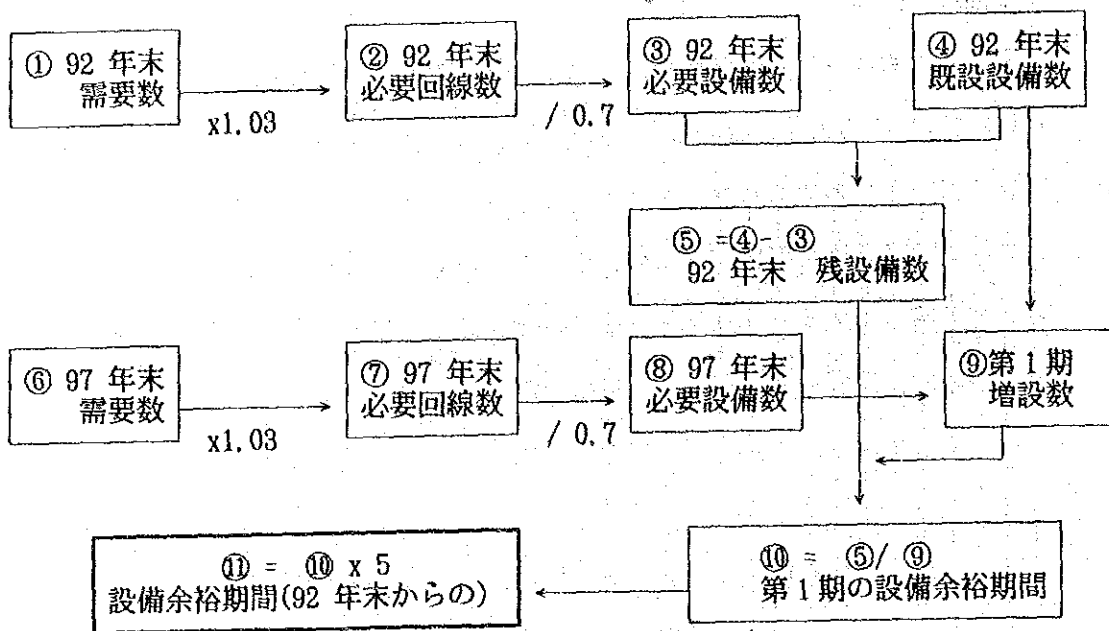 ① 92 年末
需要数
x1.03
② 92 年末
必要回線数
/ 0.7
③ 92 年末
必要設備数
④ 92 年末
既設設備数
⑤ =④- ③
92 年末 残設備数
⑥ 97 年末
需要数
x1.03
⑦ 97 年末
必要回線数
/ 0.7
⑧ 97 年末
必要設備数
⑨第1期
増設数
⑩ = ⑤/ ⑨
第1期の設備余裕期間
⑪ = ⑩ x 5
設備余裕期間(92 年末からの)